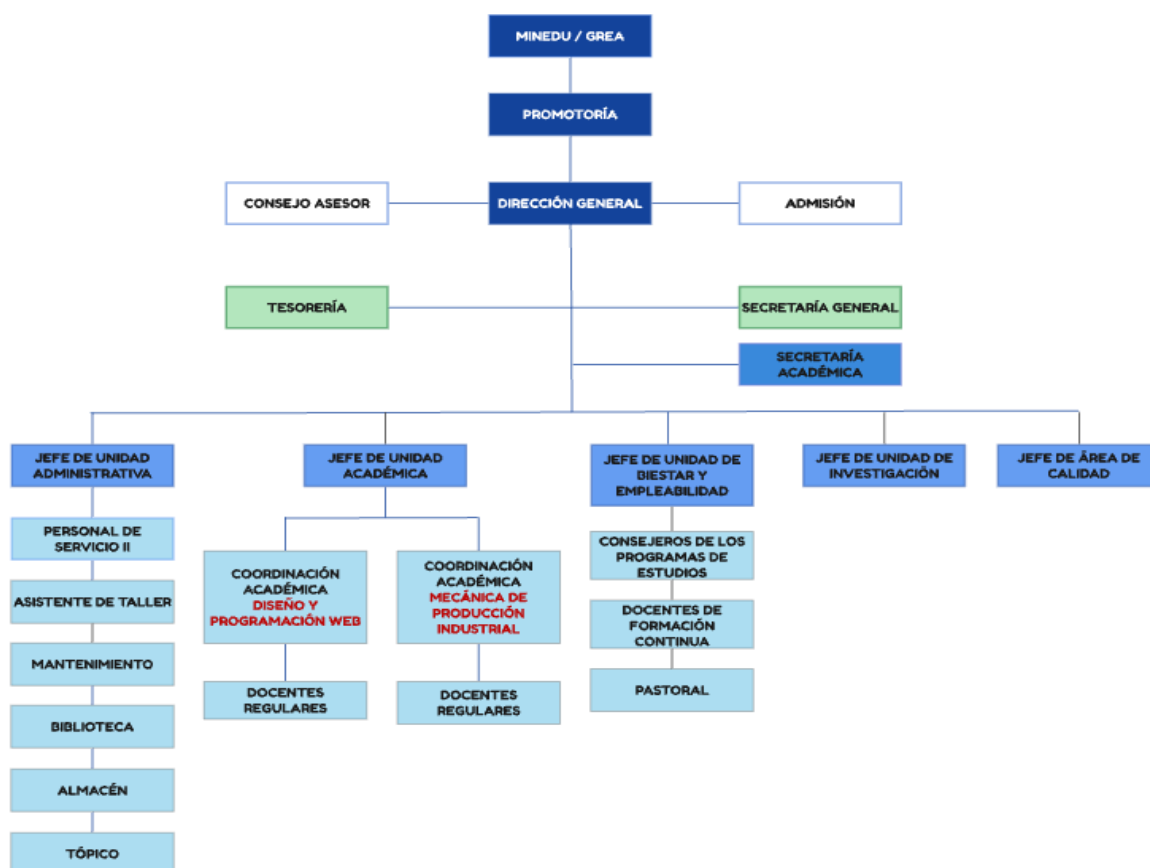 MINEDU / GREA
PROMOTORÍA
CONSEJO ASESOR
DIRECCIÓN GENERAL
ADMISIÓN
TESORERÍA
SECRETARÍA GENERAL
SECRETARÍA
ACADÉMICA
JEFE DE UNIDAD
ADMINISTRATIVA
JEFE DE UNIDAD
ACADÉMICA
JEFE DE UNIDAD DE
BIESTAR Y
EMPLEABILIDAD
JEFE DE UNIDAD DE
INVESTIGACIÓN
JEFE DE ÁREA DE
CALIDAD
PERSONAL DE
SERVICIO II
ASISTENTE DE TALLER
MANTENIMIENTO
BIBLIOTECA
ALMACÉN
TÓPICO
COORDINACIÓN
ACADÉMICA
DISEÑO Y
PROGRAMACIÓN WEB
DOCENTES
REGULARES
COORDINACIÓN
ACADÉMICA
MECÁNICA DE
PRODUCCIÓN
INDUSTRIAL
DOCENTES
REGULARES
CONSEJEROS DE LOS
PROGRAMAS DE
ESTUDIOS
DOCENTES DE
FORMACIÓN
CONTINUA
PASTORAL